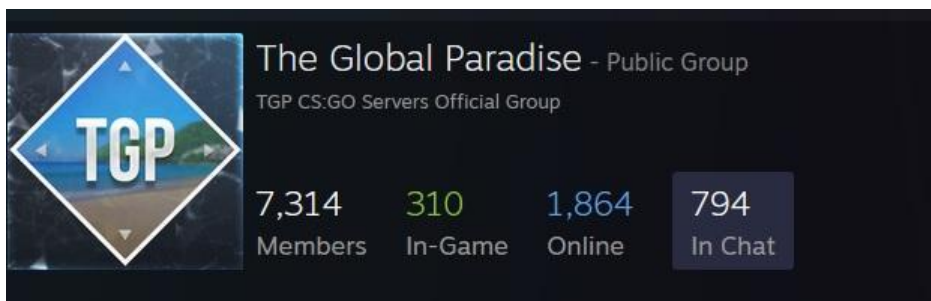 TGP
The Global Paradise - Public Group
TGP CS:GO Servers Official Group
7,314 310 1,864 794
Members In-Game Online In Chat